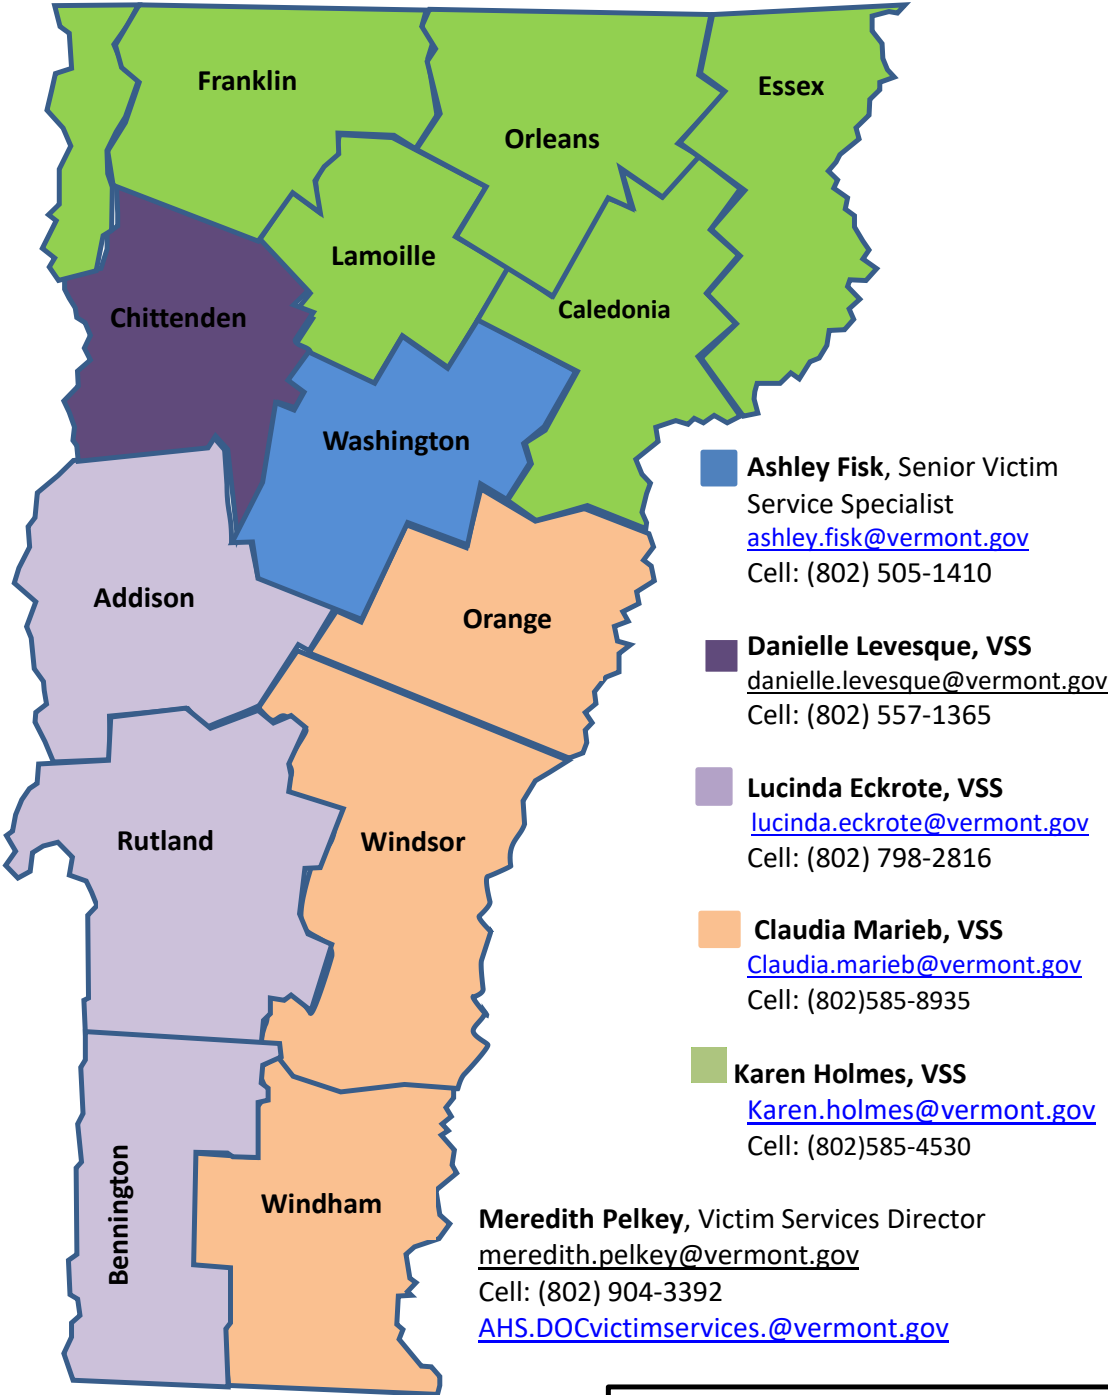 Franklin
Essex
Orleans
Lamoille
Caledonia
Chittenden
Washington
Addison
Orange
Rutland
Windsor
Bennington
Windham
Ashley Fisk, Senior Victim
Service Specialist
ashley.fisk@vermont.gov
Cell: (802) 505-1410
Danielle Levesque, VSS
danielle.levesque@vermont.gov
Cell: (802) 557-1365
Lucinda Eckrote, VSS
lucinda.eckrote@vermont.gov
Cell: (802) 798-2816
Claudia Marieb, VSS
Claudia.marieb@vermont.gov
Cell: (802)585-8935
Karen Holmes, VSS
Karen.holmes@vermont.gov
Cell: (802)585-4530
Meredith Pelkey, Victim Services Director
meredith.pelkey@vermont.gov
Cell: (802) 904-3392
AHS.DOCvictimservices.@vermont.gov